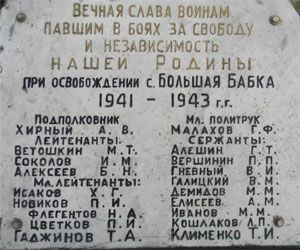 Вечная слава воинам
павшим в боях за свободу
и независимость
нашей Родины
при освобождении с. Большая Бабка
1941 - 1943 г.г.
Подполковник
Хирный А. В.
Лейтенанты:
Ветошкин М.Т.
Соколов И.М.
Алексеев Б.Н.
Мл. лейтенанты:
Исаков Х.Г.
Новиков П.И.
Флегентов Н.А.
Цветков П.И.
Гаджинов Т.А.
Мл. политрук
Малахов Г.Ф.
Сержанты:
Алешин Г.Т.
Вершинин П.П.
Гневный В.И.
Галицкий В.М.
Демидов М.М.
Елисеев А.М.
Иванов М.М.
Кошлаков Л.П.
Клименко Т.И.